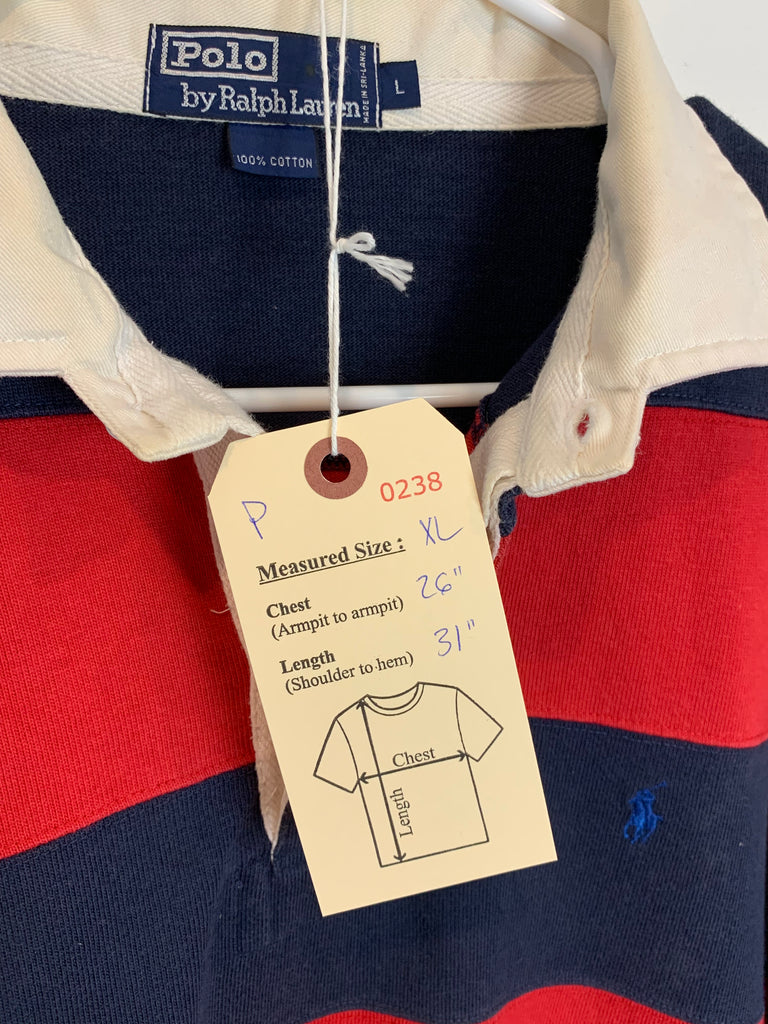 Polo
by Ralph Lauren
MADE IN SRI-LANKA
L
100% COTTON
0238
P
Measured Size : XL
Chest
(Armpit to armpit) 26"
Length
(Shoulder to hem) 31"
Chest
Length